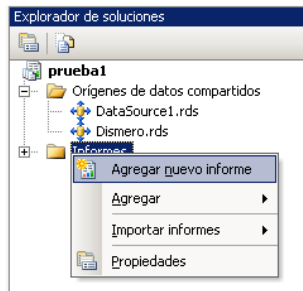 Explorador de soluciones
prueba1
Orígenes de datos compartidos
DataSource1.rds
Dismero.rds
Informes
Agregar nuevo informe
Agregar
Importar informes
Propiedades